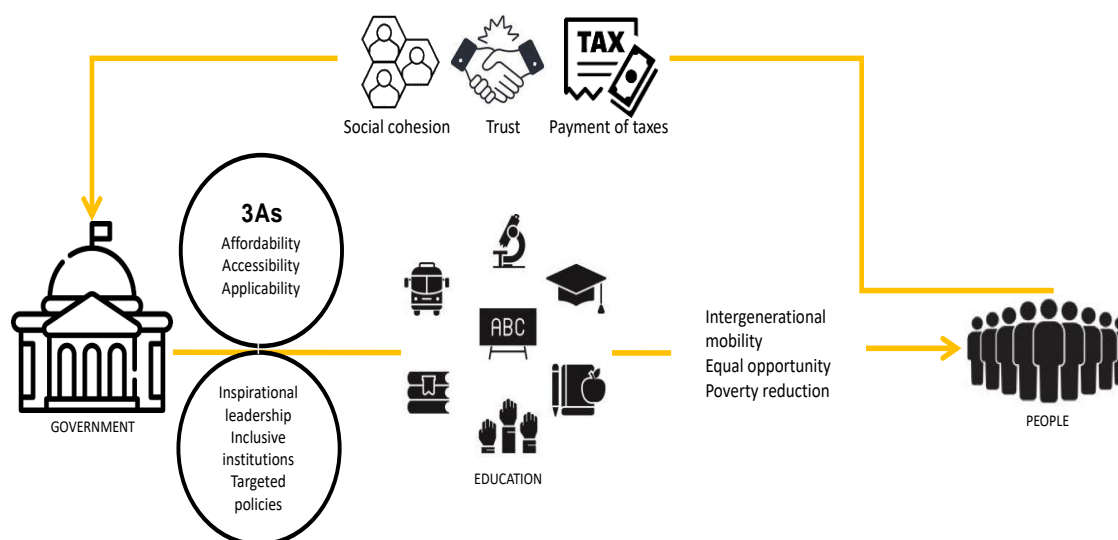 TAX
Social cohesion
Trust
Payment of taxes
3As
Affordability
Accessibility
Applicability
GOVERNMENT
Inspirational
leadership
Inclusive
institutions
Targeted
policies
ABC
EDUCATION
Intergenerational
mobility
Equal opportunity
Poverty reduction
PEOPLE